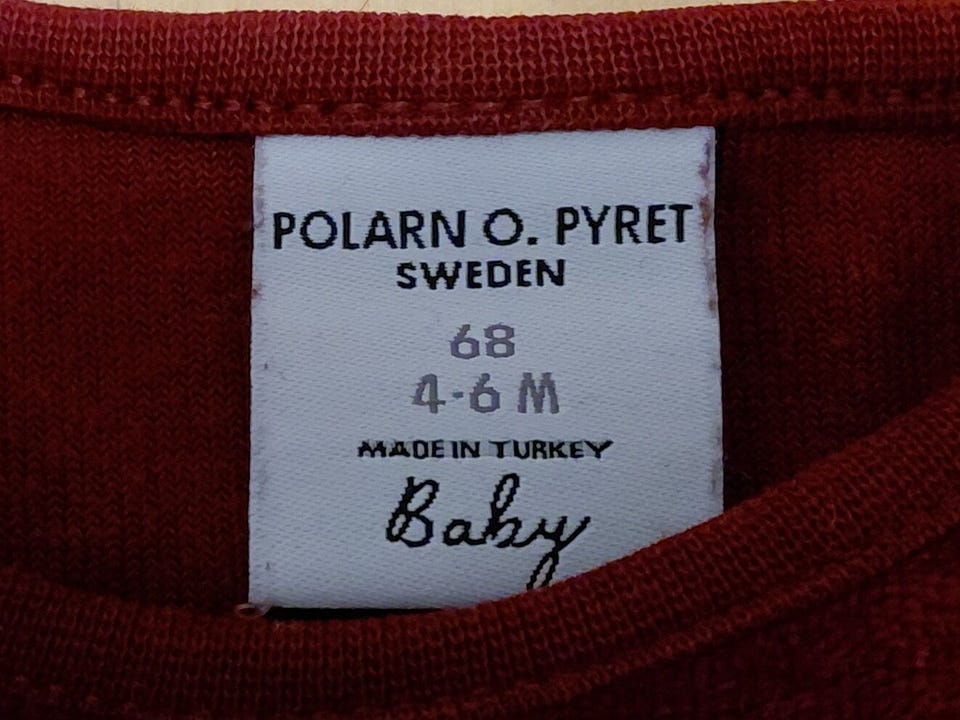 POLARN O. PYRET
SWEDEN
68
4-6 M
MADE IN TURKEY
Baby